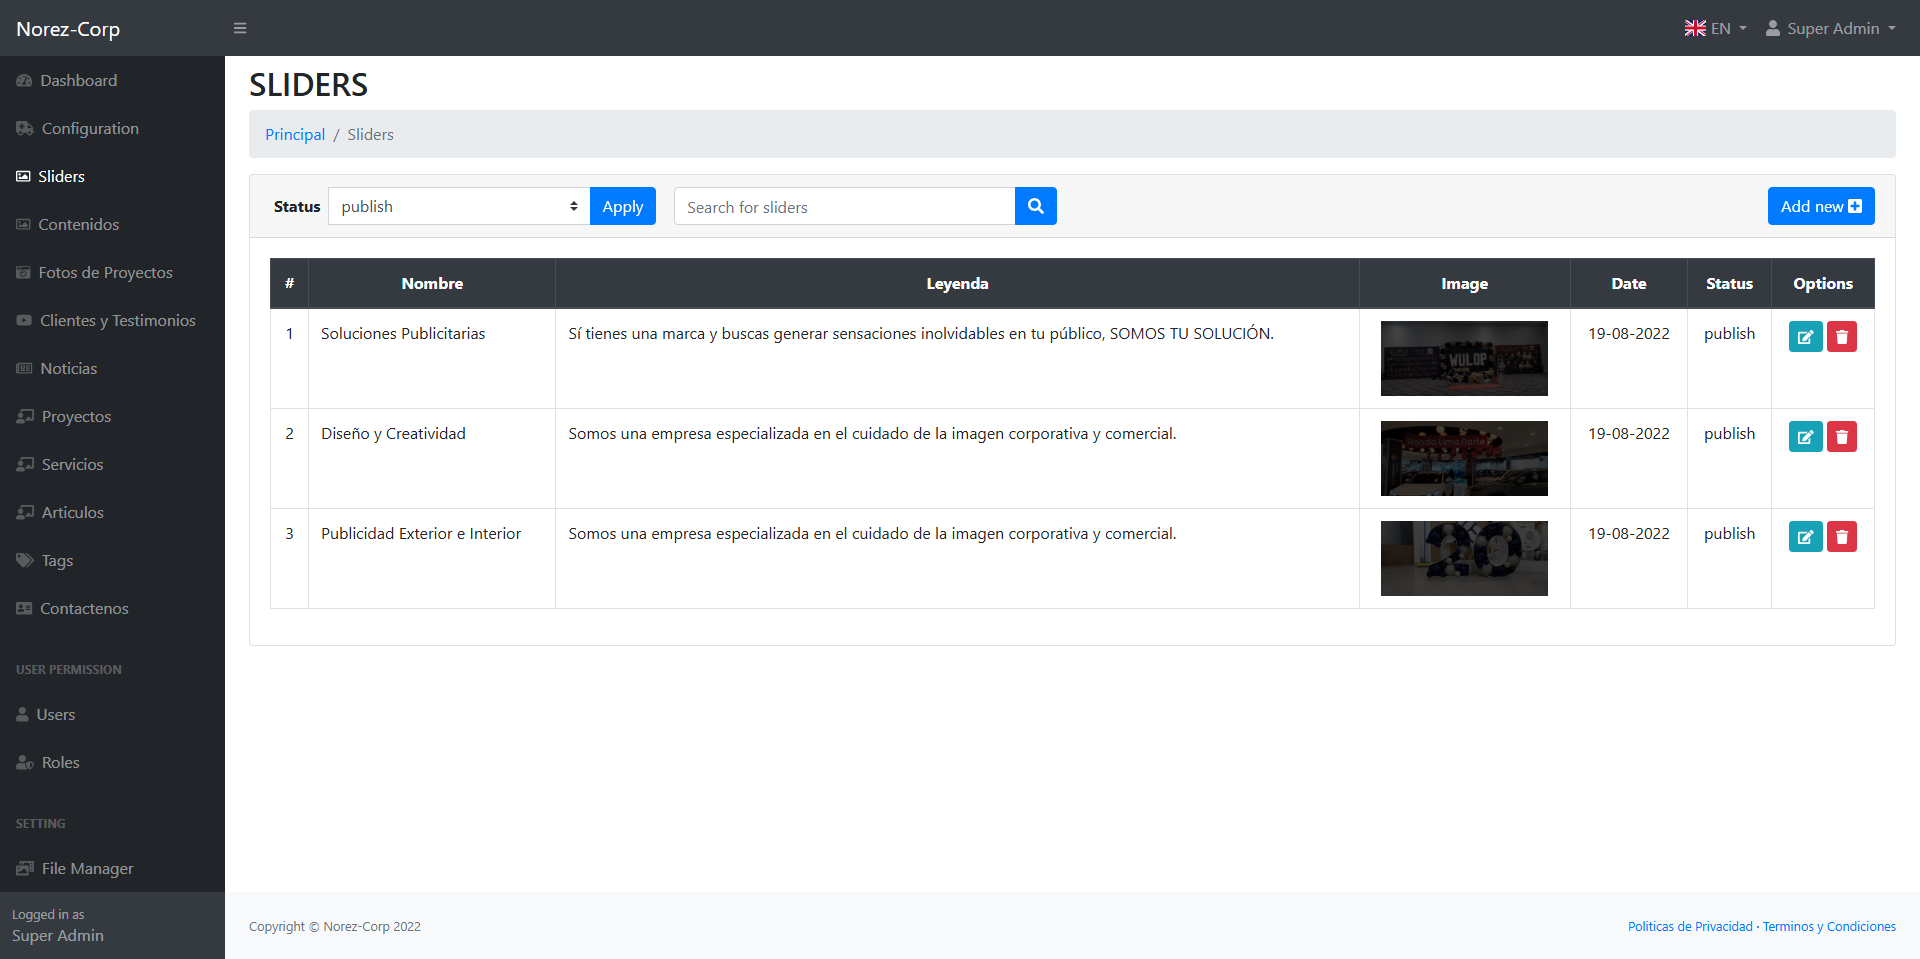 Norez-Corp
EN
Super Admin
Dashboard
Configuration
Sliders
Contenidos
Fotos de Proyectos
Clientes y Testimonios
Noticias
Proyectos
Servicios
Articulos
Tags
Contactenos
USER PERMISSION
Users
Roles
SETTING
File Manager
Logged in as
Super Admin
SLIDERS
Principal / Sliders
Status publish Apply Search for sliders Add new
# Nombre Leyenda Image Date Status Options
1 Soluciones Publicitarias Sí tienes una marca y buscas generar sensaciones inolvidables en tu público, SOMOS TU SOLUCIÓN. 19-08-2022 publish
WULOP
2 Diseño y Creatividad Somos una empresa especializada en el cuidado de la imagen corporativa y comercial. 19-08-2022 publish
Honda Lima Norte
3 Publicidad Exterior e Interior Somos una empresa especializada en el cuidado de la imagen corporativa y comercial. 19-08-2022 publish
20
Copyright © Norez-Corp 2022
Politicas de Privacidad · Terminos y Condiciones